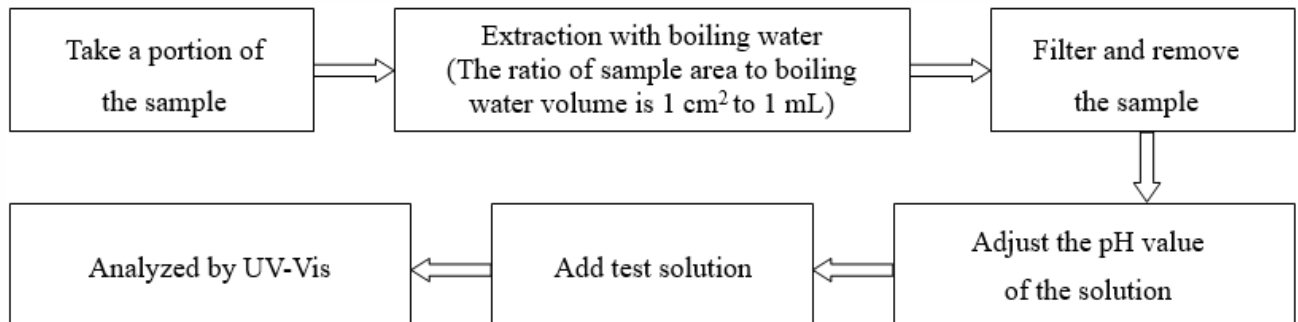 Take a portion of
the sample
Extraction with boiling water
(The ratio of sample area to boiling
water volume is 1 cm² to 1 mL)
Filter and remove
the sample
Adjust the pH value
of the solution
Add test solution
Analyzed by UV-Vis